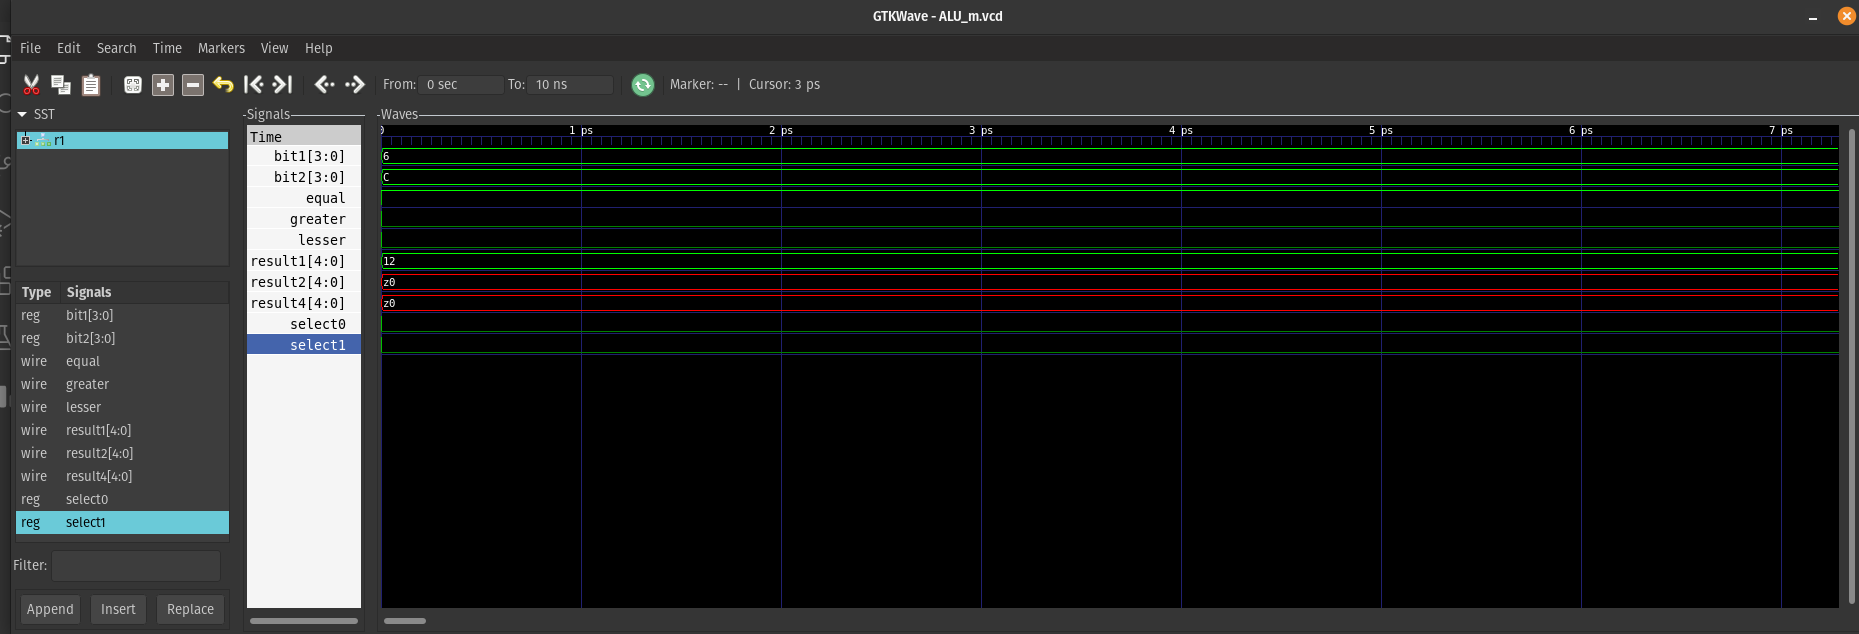 GTKWave - ALU_m.vcd
File Edit Search Time Markers View Help
From: 0 sec To: 10 ns Marker: -- | Cursor: 3 ps
SST
r1
Type Signals
reg bit1[3:0]
reg bit2[3:0]
wire equal
wire greater
wire lesser
wire result1[4:0]
wire result2[4:0]
wire result4[4:0]
reg select0
reg select1
Filter:
Append Insert Replace
Signals
Time
bit1[3:0]
bit2[3:0]
equal
greater
lesser
result1[4:0]
result2[4:0]
result4[4:0]
select0
select1
Waves
0 1 ps 2 ps 3 ps 4 ps 5 ps 6 ps 7 ps
6
C
12
z0
z0